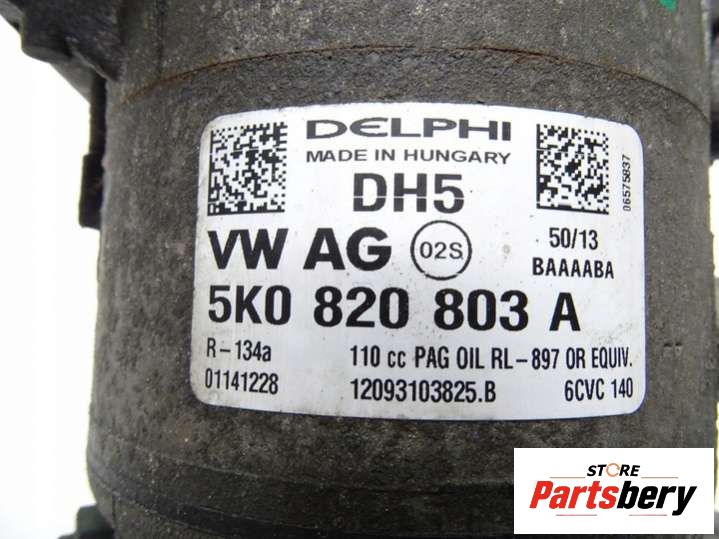 DELPHI
MADE IN HUNGARY
DH5
06575837
VW AG 02S 50/13
BAAAABA
5K0 820 803 A
R-134a 110 cc PAG OIL RL-897 OR EQUIV.
01141228 12093103825.B 6CVC 140
STORE
Partsbery